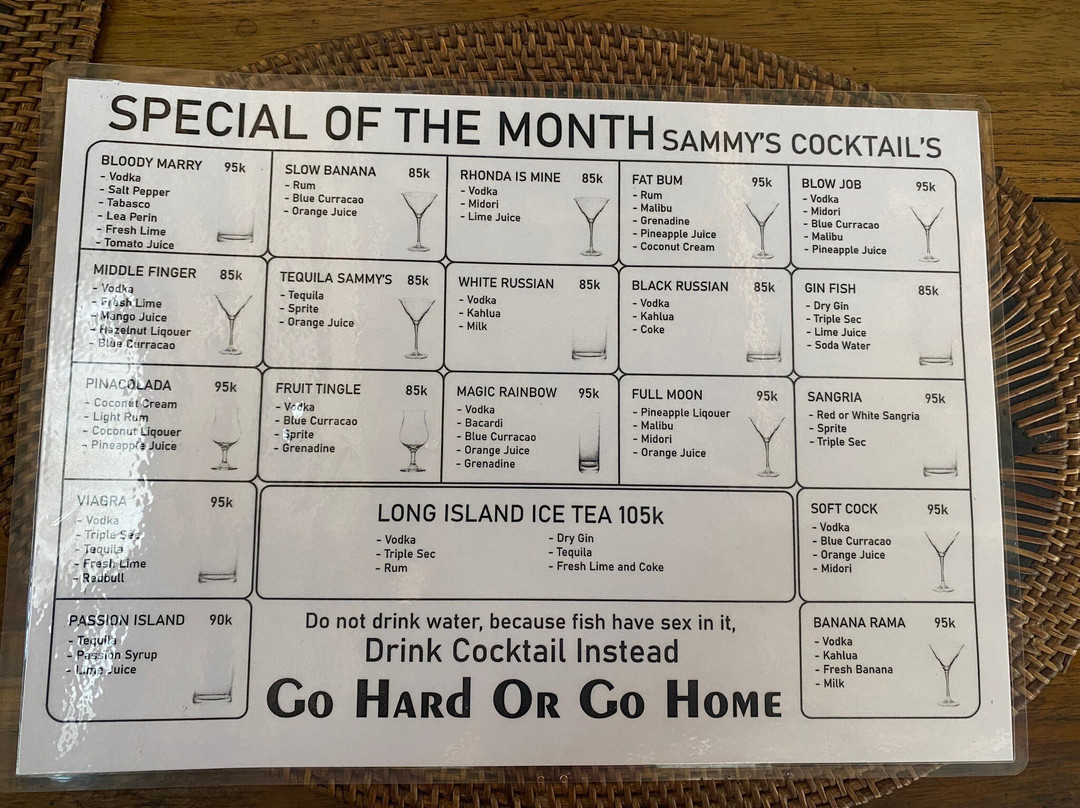 SPECIAL OF THE MONTH SAMMY'S COCKTAIL'S
BLOODY MARRY 95k
- Vodka
- Salt Pepper
- Tabasco
- Lea Perin
- Fresh Lime
- Tomato Juice
SLOW BANANA 85k
- Rum
- Blue Curracao
- Orange Juice
RHONDA IS MINE 85k
- Vodka
- Midori
- Lime Juice
FAT BUM 95k
- Rum
- Malibu
- Grenadine
- Pineapple Juice
- Coconut Cream
BLOW JOB 95k
- Vodka
- Midori
- Blue Curracao
- Malibu
- Pineapple Juice
MIDDLE FINGER 85k
- Vodka
- Fresh Lime
- Mango Juice
- Hazelnut Liqouer
- Blue Curracao
TEQUILA SAMMY'S 85k
- Tequila
- Sprite
- Orange Juice
WHITE RUSSIAN 85k
- Vodka
- Kahlua
- Milk
BLACK RUSSIAN 85k
- Vodka
- Kahlua
- Coke
GIN FISH 85k
- Dry Gin
- Triple Sec
- Lime Juice
- Soda Water
PINACOLADA 95k
- Coconut Cream
- Light Rum
- Coconut Liqouer
- Pineapple Juice
FRUIT TINGLE 85k
- Vodka
- Blue Curracao
- Sprite
- Grenadine
MAGIC RAINBOW 95k
- Vodka
- Bacardi
- Blue Curracao
- Orange Juice
- Grenadine
FULL MOON 95k
- Pineapple Liqouer
- Malibu
- Midori
- Orange Juice
SANGRIA 95k
- Red or White Sangria
- Sprite
- Triple Sec
VIAGRA 95k
- Vodka
- Triple Sec
- Tequila
- Fresh Lime
- Redbull
LONG ISLAND ICE TEA 105k
- Vodka
- Triple Sec
- Rum
- Dry Gin
- Tequila
- Fresh Lime and Coke
SOFT COCK 95k
- Vodka
- Blue Curracao
- Orange Juice
- Midori
PASSION ISLAND 90k
- Tequila
- Passion Syrup
- Lime Juice
Do not drink water, because fish have sex in it,
Drink Cocktail Instead
Go Hard Or Go Home
BANANA RAMA 95k
- Vodka
- Kahlua
- Fresh Banana
- Milk